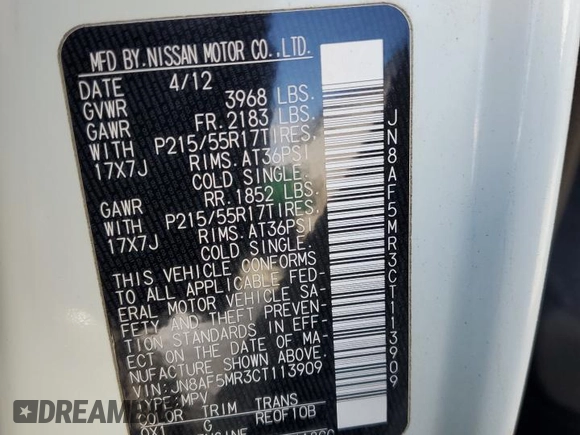 MFD BY.NISSAN MOTOR CO.,LTD.
DATE 4/12
GVWR 3968 LBS.
GAWR FR.2183 LBS.
WITH P215/55R17TIRES.
17X7J RIMS.AT36PSI
COLD SINGLE.
GAWR RR.1852 LBS.
WITH P215/55R17TIRES.
17X7J RIMS.AT36PSI
COLD SINGLE.
THIS VEHICLE CONFORMS
TO ALL APPLICABLE FED-
ERAL MOTOR VEHICLE SA-
FETY AND THEFT PREVEN-
TION STANDARDS IN EFF-
ECT ON THE DATE OF MA-
NUFACTURE SHOWN ABOVE.
VIN:JN8AF5MR3CT113909
TYPE:MPV
COLOR TRIM TRANS
QX1 G RE0F10B
ENGINE
JN8AF5MR3CT113909
DREAM